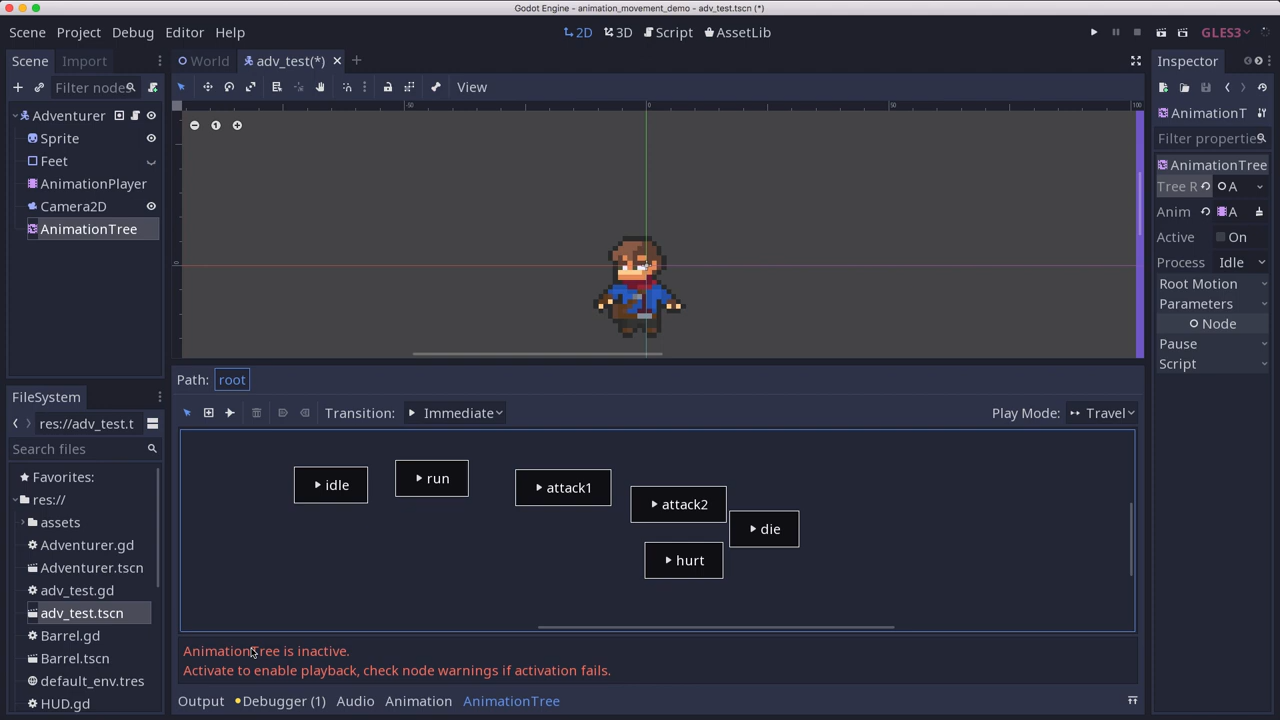 Godot Engine - animation_movement_demo - adv_test.tscn (*)
Scene Project Debug Editor Help
2D 3D Script AssetLib
GLES3
Scene Import
World adv_test(*)
Inspector
Filter nodes
View
Adventurer
Sprite
Feet
AnimationPlayer
Camera2D
AnimationTree
-50 0 50 100
0
AnimationT
Filter properties
AnimationTree
Tree R A
Anim A
Active On
Process Idle
Root Motion
Parameters
Node
Pause
Script
Path: root
Transition: Immediate
Play Mode: Travel
idle
run
attack1
attack2
die
hurt
AnimationTree is inactive.
Activate to enable playback, check node warnings if activation fails.
Output Debugger (1) Audio Animation AnimationTree
FileSystem
res://adv_test.t
Search files
Favorites:
res://
assets
Adventurer.gd
Adventurer.tscn
adv_test.gd
adv_test.tscn
Barrel.gd
Barrel.tscn
default_env.tres
HUD.gd